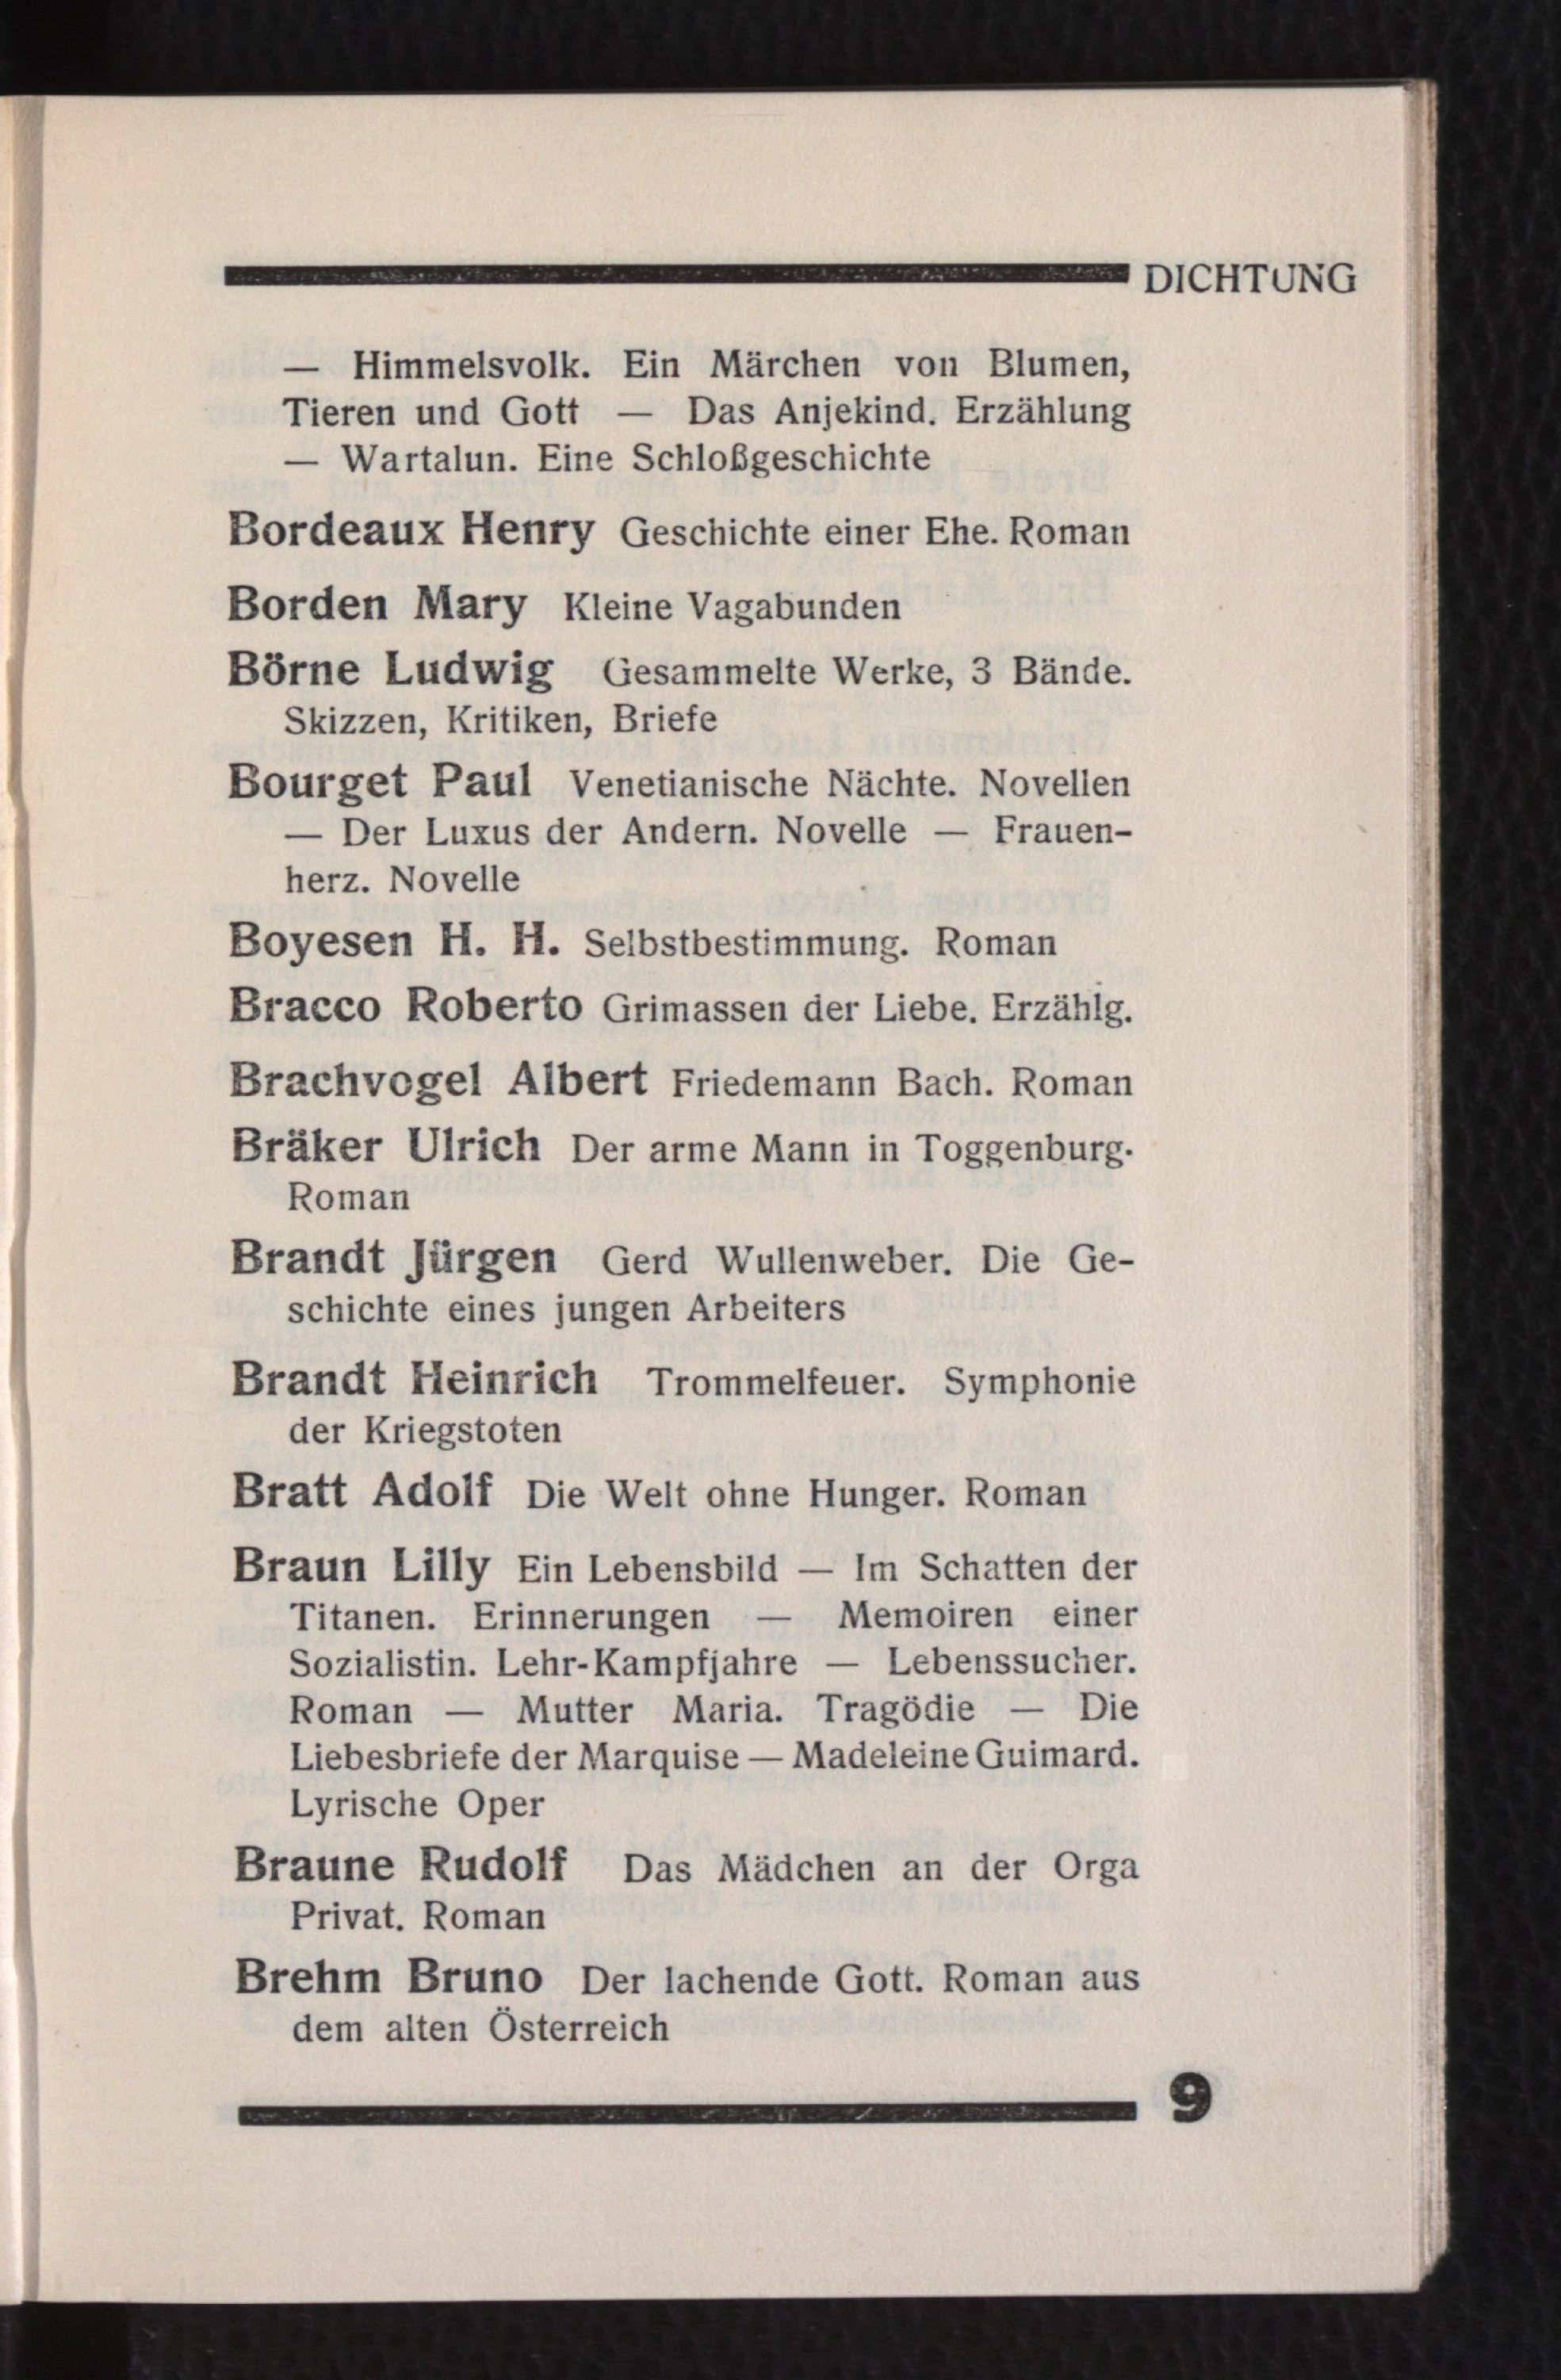 DICHTUNG
— Himmelsvolk. Ein Märchen von Blumen,
Tieren und Gott — Das Anjekind. Erzählung
— Wartalun. Eine Schloßgeschichte
Bordeaux Henry Geschichte einer Ehe. Roman
Borden Mary Kleine Vagabunden
Börne Ludwig Gesammelte Werke, 3 Bände.
Skizzen, Kritiken, Briefe
Bourget Paul Venetianische Nächte. Novellen
— Der Luxus der Andern. Novelle — Frauen-
herz. Novelle
Boyesen H. H. Selbstbestimmung. Roman
Bracco Roberto Grimassen der Liebe. Erzählg.
Brachvogel Albert Friedemann Bach. Roman
Bräker Ulrich Der arme Mann in Toggenburg.
Roman
Brandt Jürgen Gerd Wullenweber. Die Ge-
schichte eines jungen Arbeiters
Brandt Heinrich Trommelfeuer. Symphonie
der Kriegstoten
Bratt Adolf Die Welt ohne Hunger. Roman
Braun Lilly Ein Lebensbild — Im Schatten der
Titanen. Erinnerungen — Memoiren einer
Sozialistin. Lehr-Kampfjahre — Lebenssucher.
Roman — Mutter Maria. Tragödie — Die
Liebesbriefe der Marquise — Madeleine Guimard.
Lyrische Oper
Braune Rudolf Das Mädchen an der Orga
Privat. Roman
Brehm Bruno Der lachende Gott. Roman aus
dem alten Österreich
9